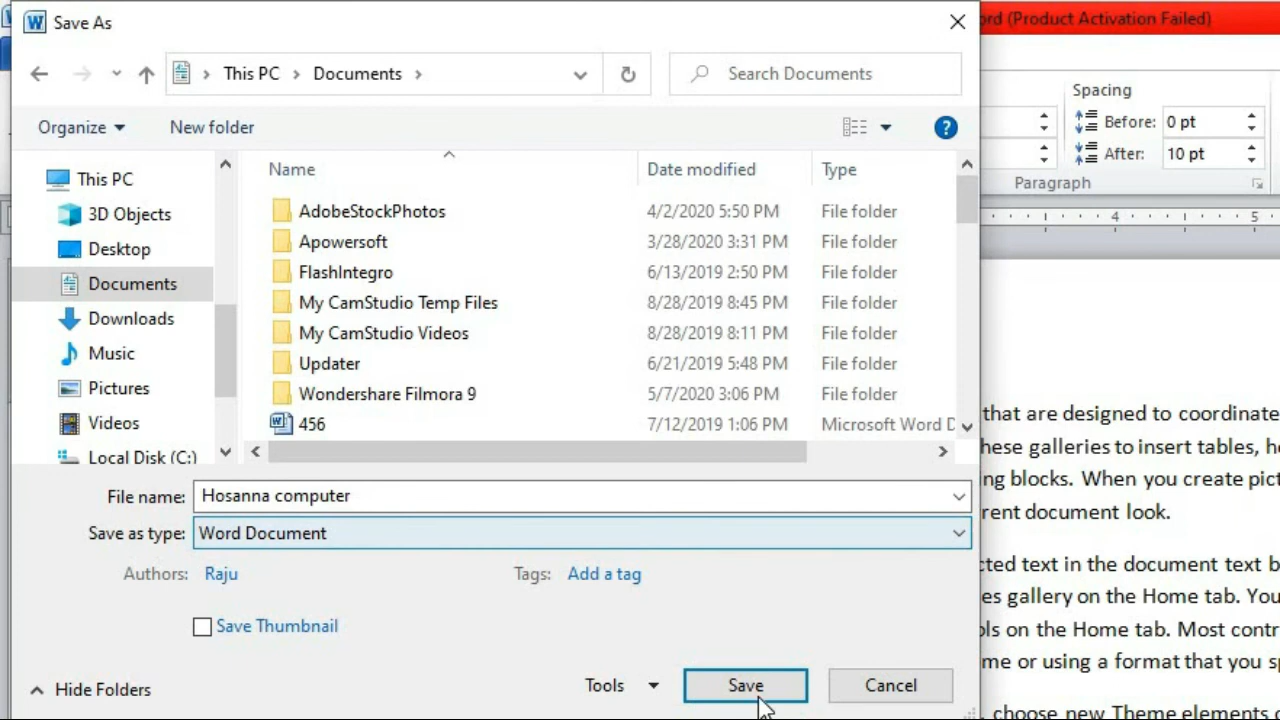 Save As
ord (Product Activation Failed)
This PC > Documents >
Search Documents
Organize
New folder
Spacing
Before: 0 pt
After: 10 pt
Paragraph
4 5
Name Date modified Type
This PC
3D Objects
Desktop
Documents
Downloads
Music
Pictures
Videos
Local Disk (C:)
AdobeStockPhotos 4/2/2020 5:50 PM File folder
Apowersoft 3/28/2020 3:31 PM File folder
FlashIntegro 6/13/2019 2:50 PM File folder
My CamStudio Temp Files 8/28/2019 8:45 PM File folder
My CamStudio Videos 8/28/2019 8:11 PM File folder
Updater 6/21/2019 5:48 PM File folder
Wondershare Filmora 9 5/7/2020 3:06 PM File folder
456 7/12/2019 1:06 PM Microsoft Word D
File name: Hosanna computer
Save as type: Word Document
Authors: Raju
Tags: Add a tag
Save Thumbnail
Hide Folders
Tools
Save
Cancel
that are designed to coordinate
hese galleries to insert tables, he
ng blocks. When you create pict
rent document look.
cted text in the document text b
es gallery on the Home tab. You
ols on the Home tab. Most contr
me or using a format that you sp
, choose new Theme elements o